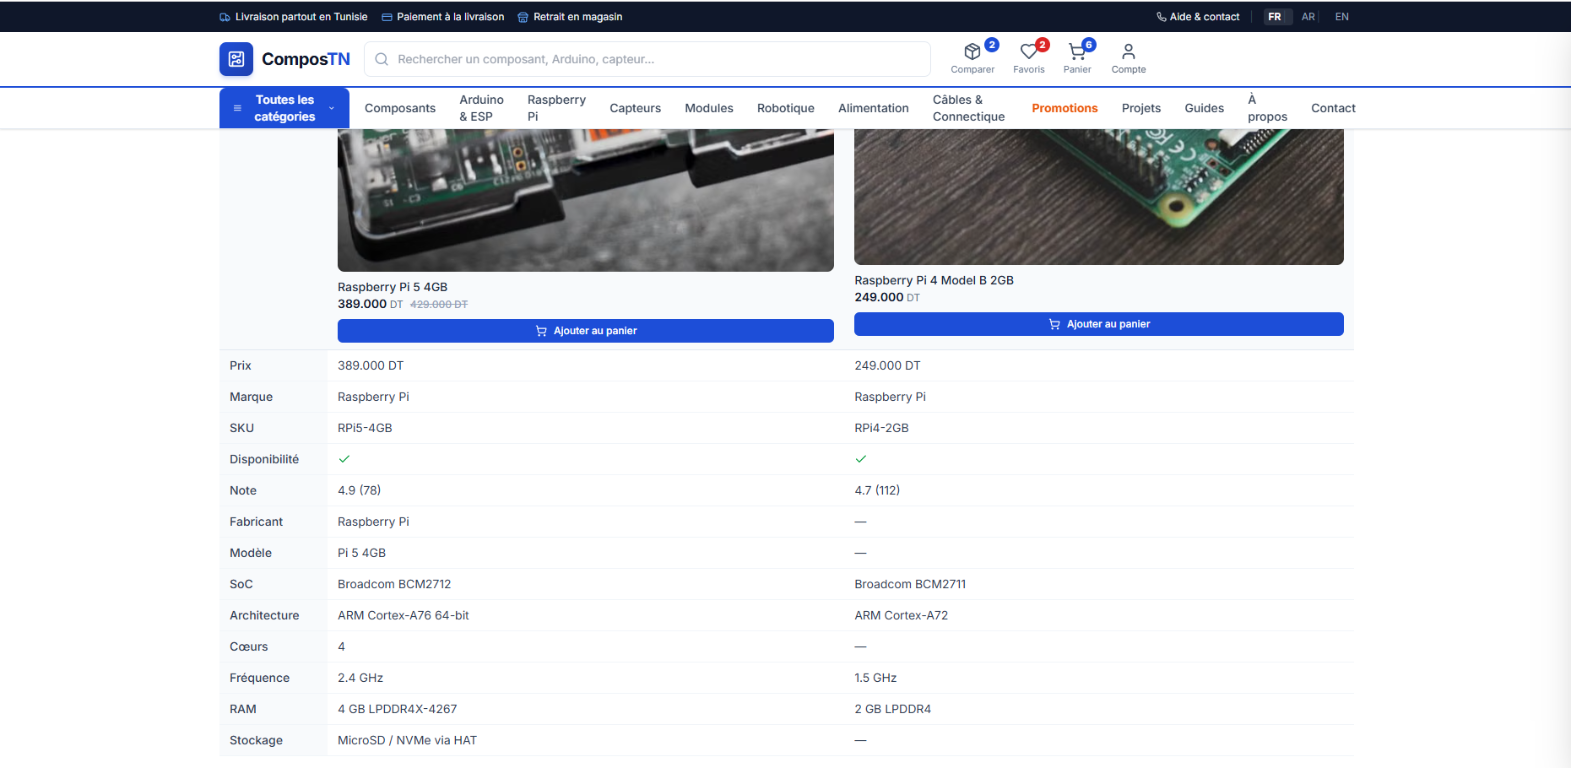 Livraison partout en Tunisie Paiement à la livraison Retrait en magasin Aide & contact FR AR EN
ComposTN Rechercher un composant, Arduino, capteur... 2 2 6
Comparer Favoris Panier Compte
Toutes les catégories Composants Arduino & ESP Raspberry Pi Capteurs Modules Robotique Alimentation Câbles & Connectique Promotions Projets Guides À propos Contact
Raspberry Pi 5 4GB
389.000 DT 429.000 DT
Ajouter au panier
Raspberry Pi 4 Model B 2GB
249.000 DT
Ajouter au panier
Prix 389.000 DT 249.000 DT
Marque Raspberry Pi Raspberry Pi
SKU RPi5-4GB RPi4-2GB
Disponibilité
Note 4.9 (78) 4.7 (112)
Fabricant Raspberry Pi —
Modèle Pi 5 4GB —
SoC Broadcom BCM2712 Broadcom BCM2711
Architecture ARM Cortex-A76 64-bit ARM Cortex-A72
Cœurs 4 —
Fréquence 2.4 GHz 1.5 GHz
RAM 4 GB LPDDR4X-4267 2 GB LPDDR4
Stockage MicroSD / NVMe via HAT —